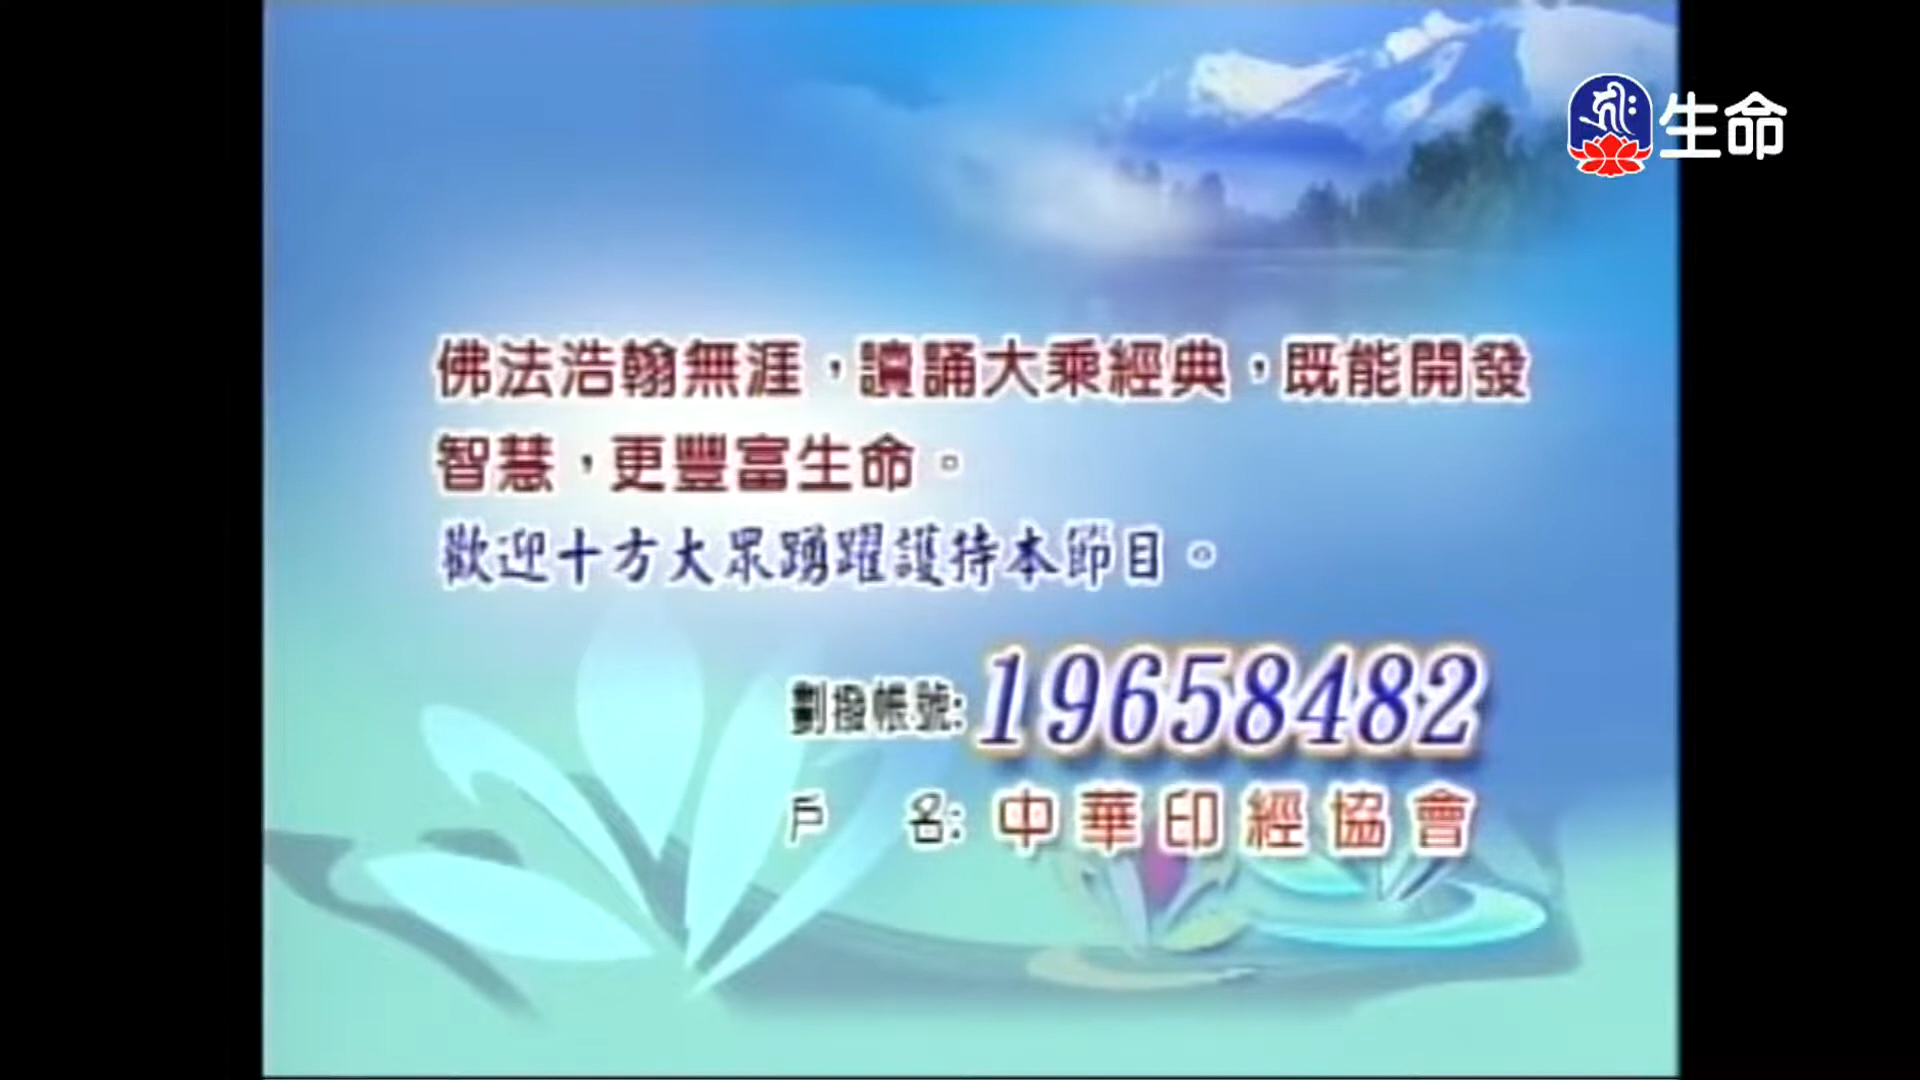 生命
佛法浩翰無涯，讀誦大乘經典，既能開發
智慧，更豐富生命。
歡迎十方大眾踴躍護持本節目。
劃撥帳號:19658482
戶　名:中華印經協會